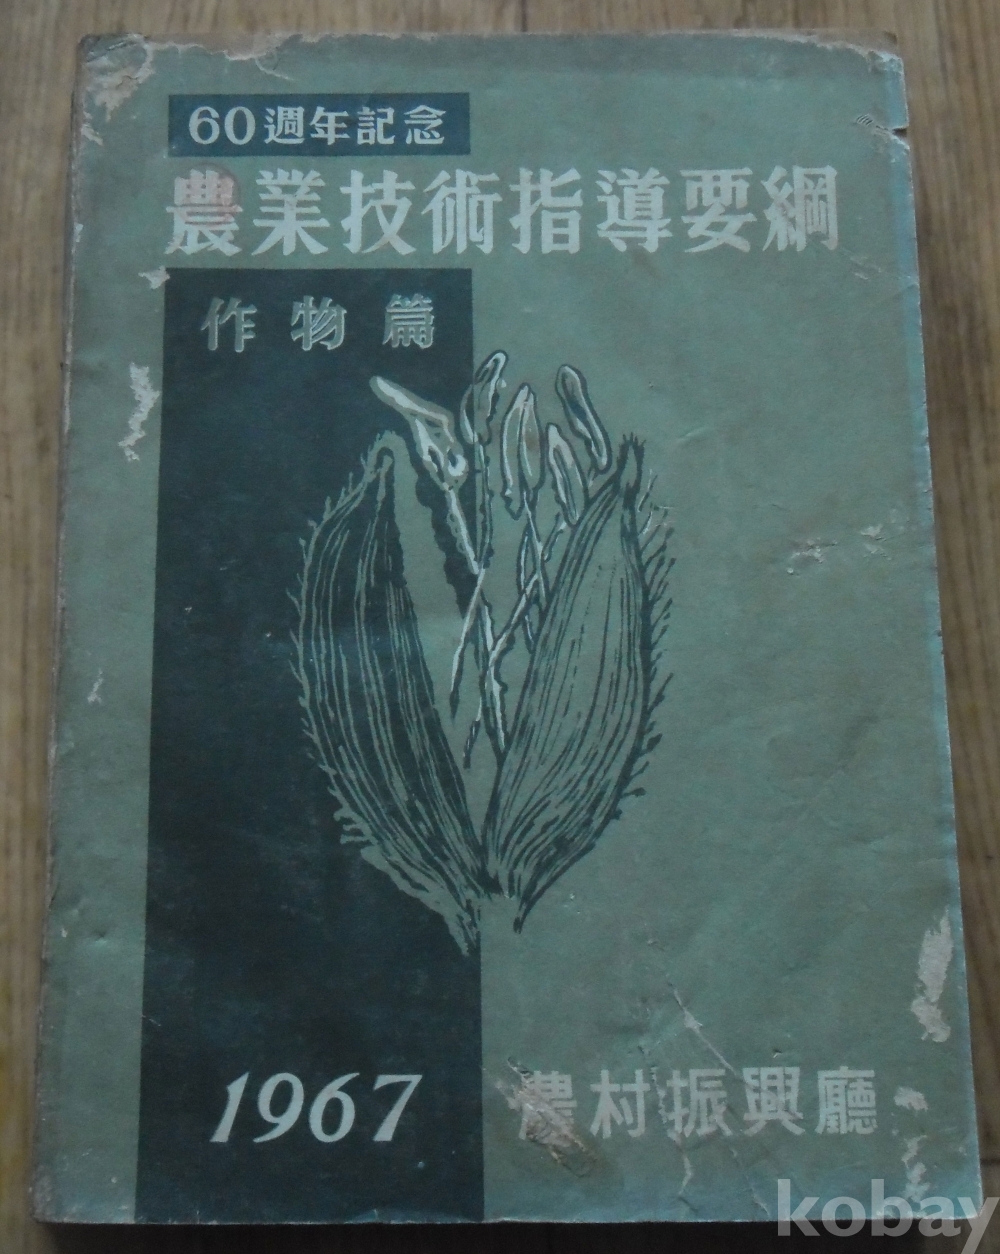 60週年記念
農業技術指導要綱
作物篇
1967
農村振興廳
kobay